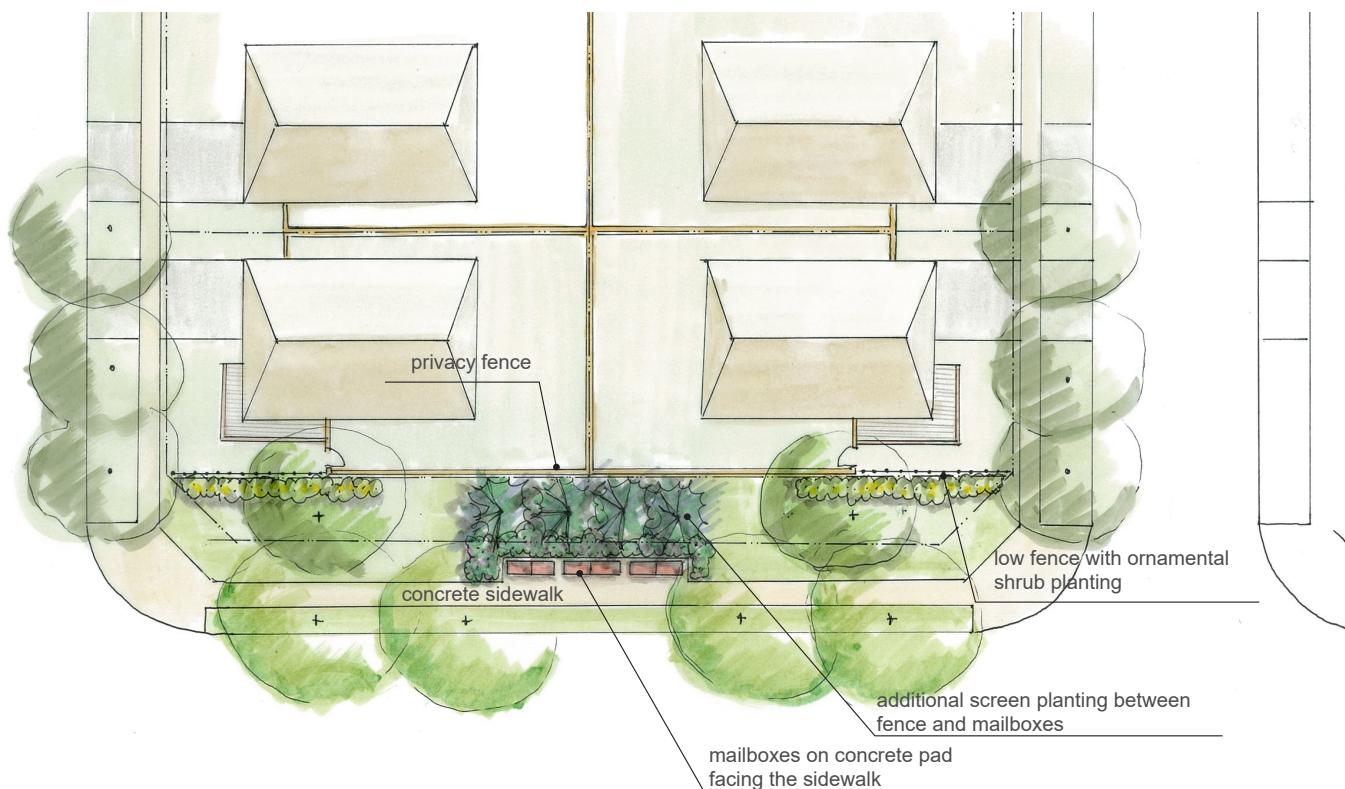 privacy fence
low fence with ornamental
shrub planting
concrete sidewalk
additional screen planting between
fence and mailboxes
mailboxes on concrete pad
facing the sidewalk